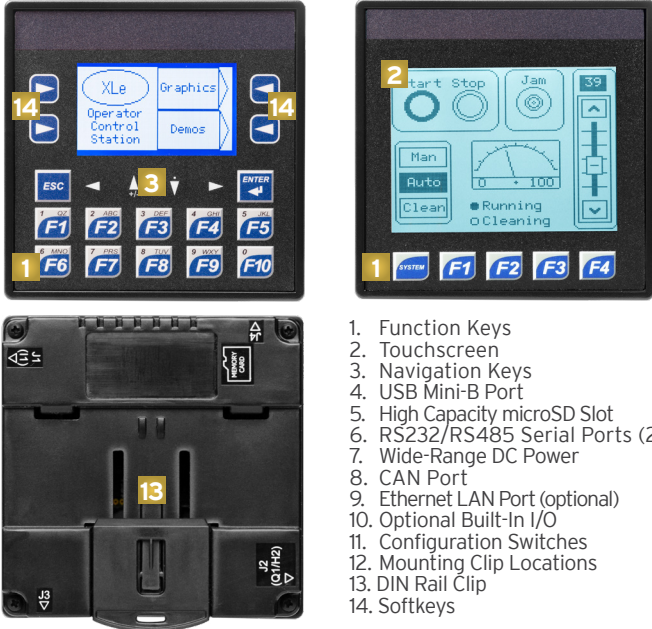 XLe
Operator
Control
Station
Graphics
Demos
14
14
ESC
+/-
3
.
ENTER
1 QZ
F1
2 ABC
F2
3 DEF
F3
4 GHI
F4
5 JKL
F5
6 MNO
F6
7 PRS
F7
8 TUV
F8
9 WXY
F9
0
F10
1
2
tart Stop
Jam
39
Man
Auto
Clean
0 100
Running
Cleaning
1
SYSTEM
F1
F2
F3
F4
J1
(E1)
J4
MEMORY
CARD
13
J3
J2
(Q1/H2)
1. Function Keys
2. Touchscreen
3. Navigation Keys
4. USB Mini-B Port
5. High Capacity microSD Slot
6. RS232/RS485 Serial Ports (2
7. Wide-Range DC Power
8. CAN Port
9. Ethernet LAN Port (optional)
10. Optional Built-In I/O
11. Configuration Switches
12. Mounting Clip Locations
13. DIN Rail Clip
14. Softkeys